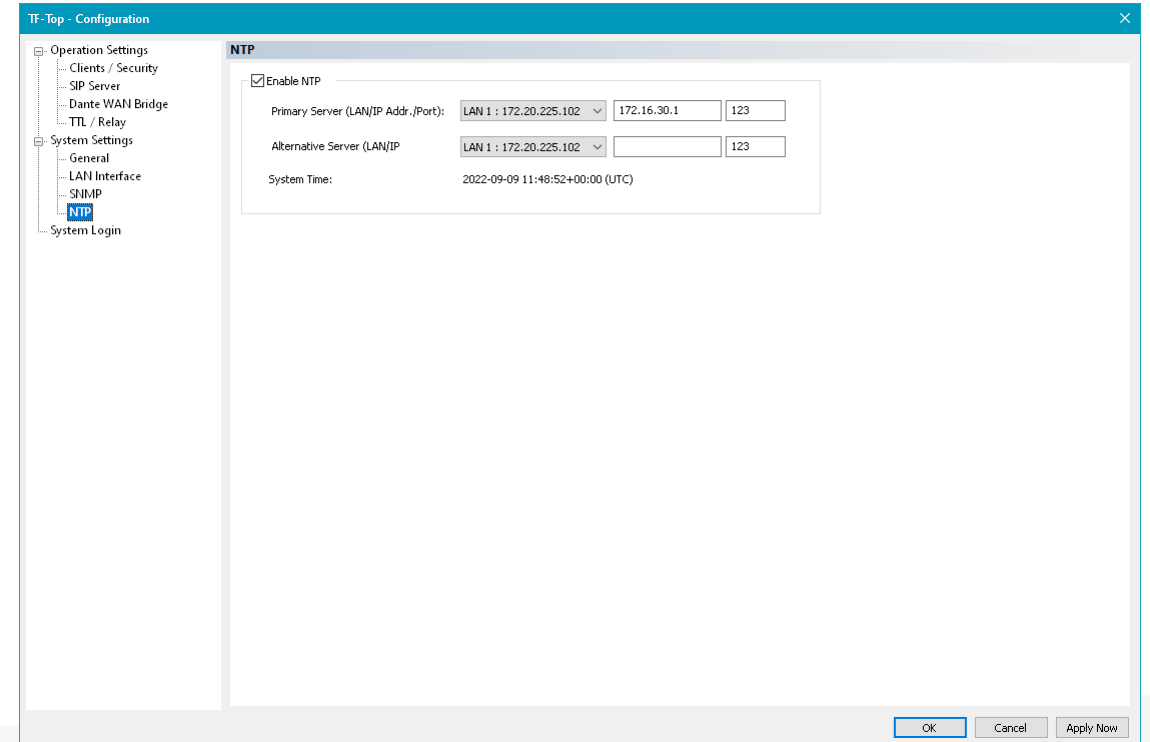 TF-Top - Configuration
Operation Settings
Clients / Security
SIP Server
Dante WAN Bridge
TTL / Relay
System Settings
General
LAN Interface
SNMP
NTP
System Login
NTP
Enable NTP
Primary Server (LAN/IP Addr./Port): LAN 1 : 172.20.225.102 172.16.30.1 123
Alternative Server (LAN/IP LAN 1 : 172.20.225.102 123
System Time: 2022-09-09 11:48:52+00:00 (UTC)
OK Cancel Apply Now